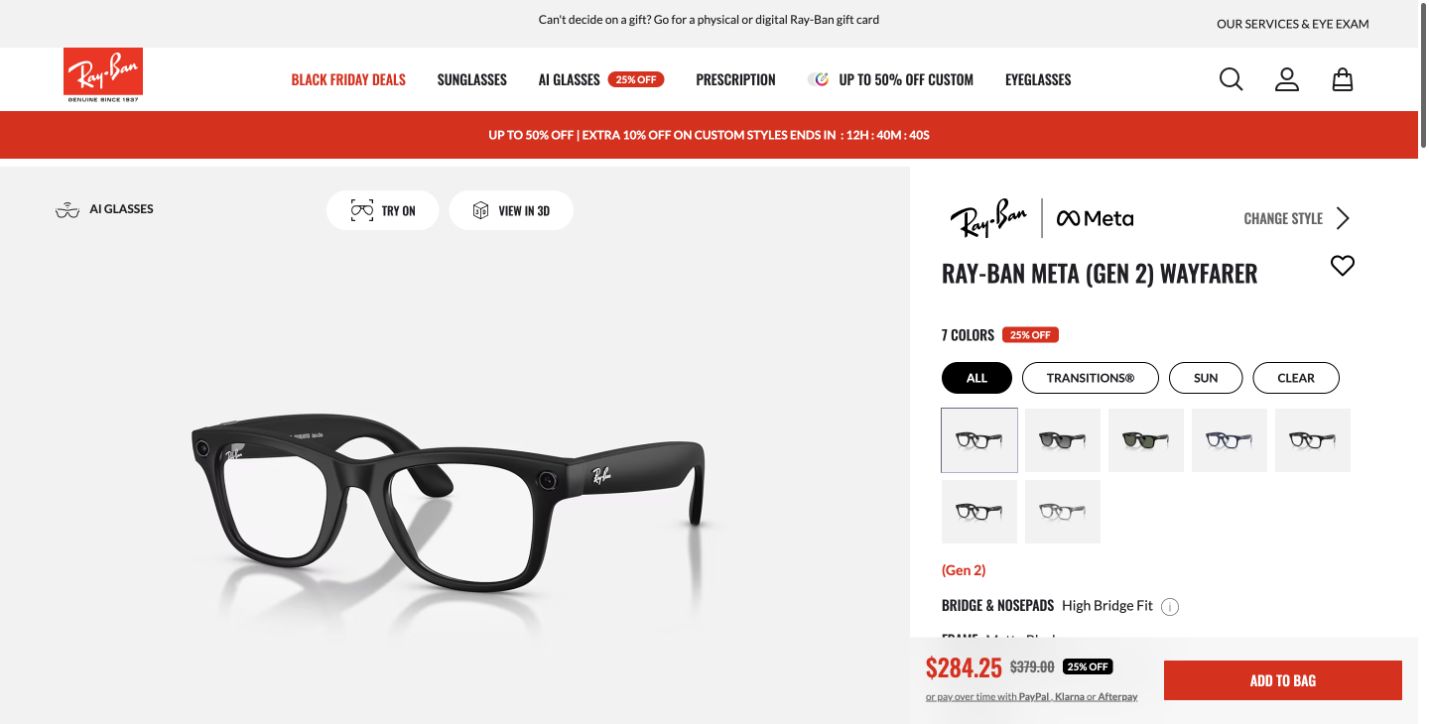 Can't decide on a gift? Go for a physical or digital Ray-Ban gift card
OUR SERVICES & EYE EXAM
Ray-Ban
GENUINE SINCE 1937
BLACK FRIDAY DEALS
SUNGLASSES
AI GLASSES 25% OFF
PRESCRIPTION
UP TO 50% OFF CUSTOM
EYEGLASSES
UP TO 50% OFF | EXTRA 10% OFF ON CUSTOM STYLES ENDS IN : 12H : 40M : 40S
AI GLASSES
TRY ON
VIEW IN 3D
Ray-Ban
Ray-Ban
Ray-Ban | Meta
CHANGE STYLE
RAY-BAN META (GEN 2) WAYFARER
7 COLORS 25% OFF
ALL
TRANSITIONS®
SUN
CLEAR
(Gen 2)
BRIDGE & NOSEPADS High Bridge Fit i
$284.25 $379.00 25% OFF
or pay over time with PayPal , Klarna or Afterpay
ADD TO BAG